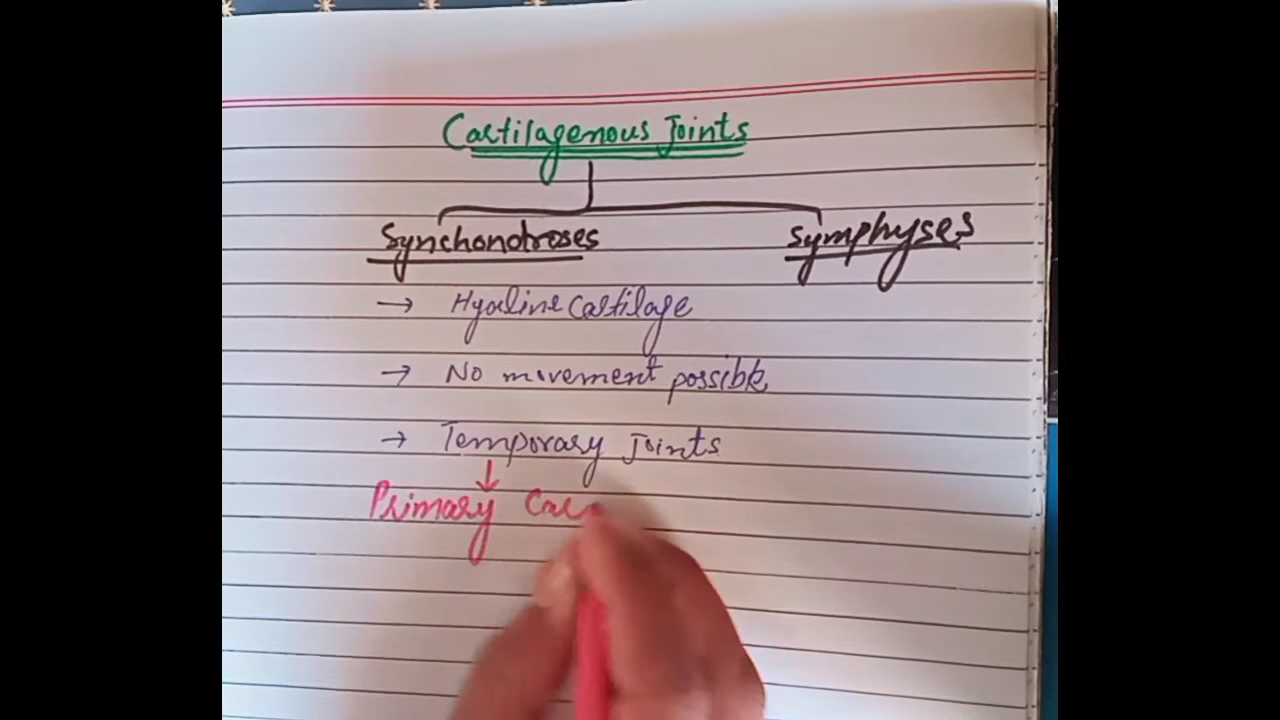 Cartilagenous Joints
Synchondroses Symphyses
→ Hyaline Cartilage
→ No movement possible
→ Temporary Joints
↓
Primary